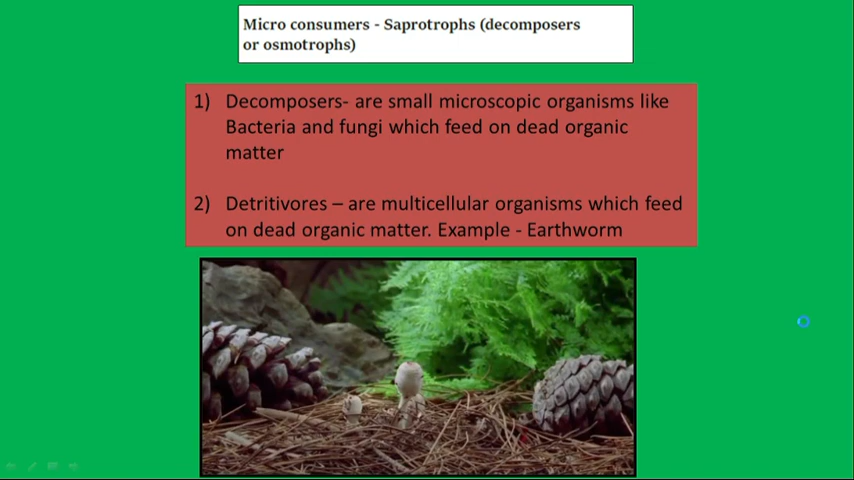 Micro consumers - Saprotrophs (decomposers
or osmotrophs)
1) Decomposers- are small microscopic organisms like
Bacteria and fungi which feed on dead organic
matter
2) Detritivores – are multicellular organisms which feed
on dead organic matter. Example - Earthworm